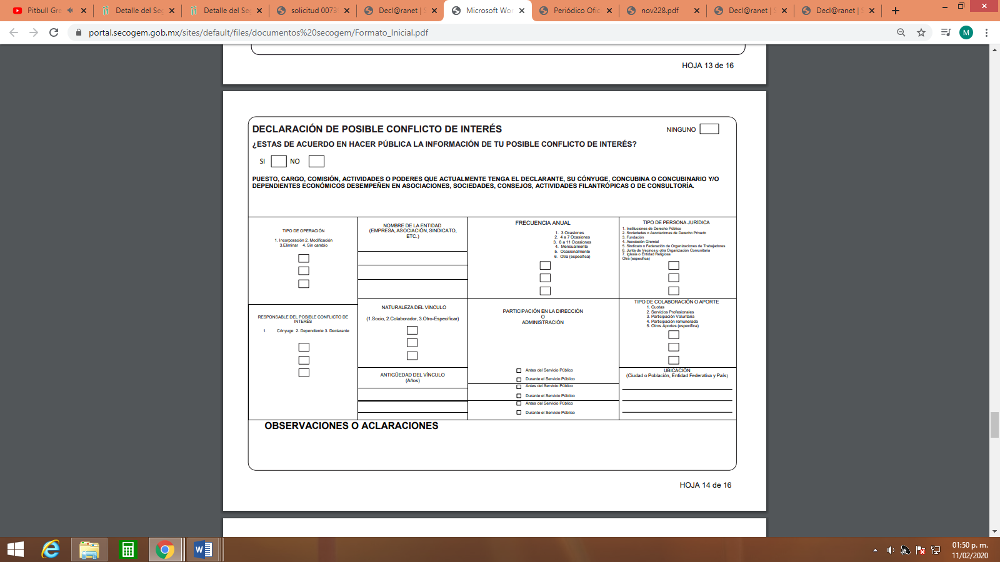 Pitbull Gre
Detalle del Seg
Detalle del Seg
solicitud 0073
Decl@ranet | S
Microsoft Wor
Periódico Ofic
nov228.pdf
Decl@ranet | S
Decl@ranet | S
portal.secogem.gob.mx/sites/default/files/documentos%20secogem/Formato_Inicial.pdf
M
HOJA 13 de 16
DECLARACIÓN DE POSIBLE CONFLICTO DE INTERÉS
NINGUNO
¿ESTAS DE ACUERDO EN HACER PÚBLICA LA INFORMACIÓN DE TU POSIBLE CONFLICTO DE INTERÉS?
SI NO
PUESTO, CARGO, COMISIÓN, ACTIVIDADES O PODERES QUE ACTUALMENTE TENGA EL DECLARANTE, SU CÓNYUGE, CONCUBINA O CONCUBINARIO Y/O
DEPENDIENTES ECONÓMICOS DESEMPEÑEN EN ASOCIACIONES, SOCIEDADES, CONSEJOS, ACTIVIDADES FILANTRÓPICAS O DE CONSULTORÍA.
TIPO DE OPERACIÓN
1. Incorporación 2. Modificación
3.Eliminar 4. Sin cambio
NOMBRE DE LA ENTIDAD
(EMPRESA, ASOCIACIÓN, SINDICATO,
ETC.)
FRECUENCIA ANUAL
1. 3 Ocasiones
2. 4 a 7 Ocasiones
3. 8 a 11 Ocasiones
4. Mensualmente
5. Ocasionalmente
6. Otra (especifica)
TIPO DE PERSONA JURÍDICA
1. Instituciones de Derecho Público
2. Sociedades o Asociaciones de Derecho Privado
3. Fundación
4. Asociación Gremial
5. Sindicato o Federación de Organizaciones de Trabajadores
6. Junta de Vecinos u otra Organización Comunitaria
7. Iglesia o Entidad Religiosa
Otra (especifica)
RESPONSABLE DEL POSIBLE CONFLICTO DE
INTERÉS
1. Cónyuge 2. Dependiente 3. Declarante
NATURALEZA DEL VÍNCULO
(1.Socio, 2.Colaborador, 3.Otro-Especificar)
PARTICIPACIÓN EN LA DIRECCIÓN
O
ADMINISTRACIÓN
TIPO DE COLABORACIÓN O APORTE
1. Cuotas
2. Servicios Profesionales
3. Participación Voluntaria
4. Participación remunerada
5. Otros Aportes (especifica)
ANTIGÜEDAD DEL VÍNCULO
(Años)
Antes del Servicio Público
Durante el Servicio Público
Antes del Servicio Público
Durante el Servicio Público
Antes del Servicio Público
Durante el Servicio Público
UBICACIÓN
(Ciudad o Población, Entidad Federativa y País)
OBSERVACIONES O ACLARACIONES
HOJA 14 de 16
01:50 p. m.
11/02/2020